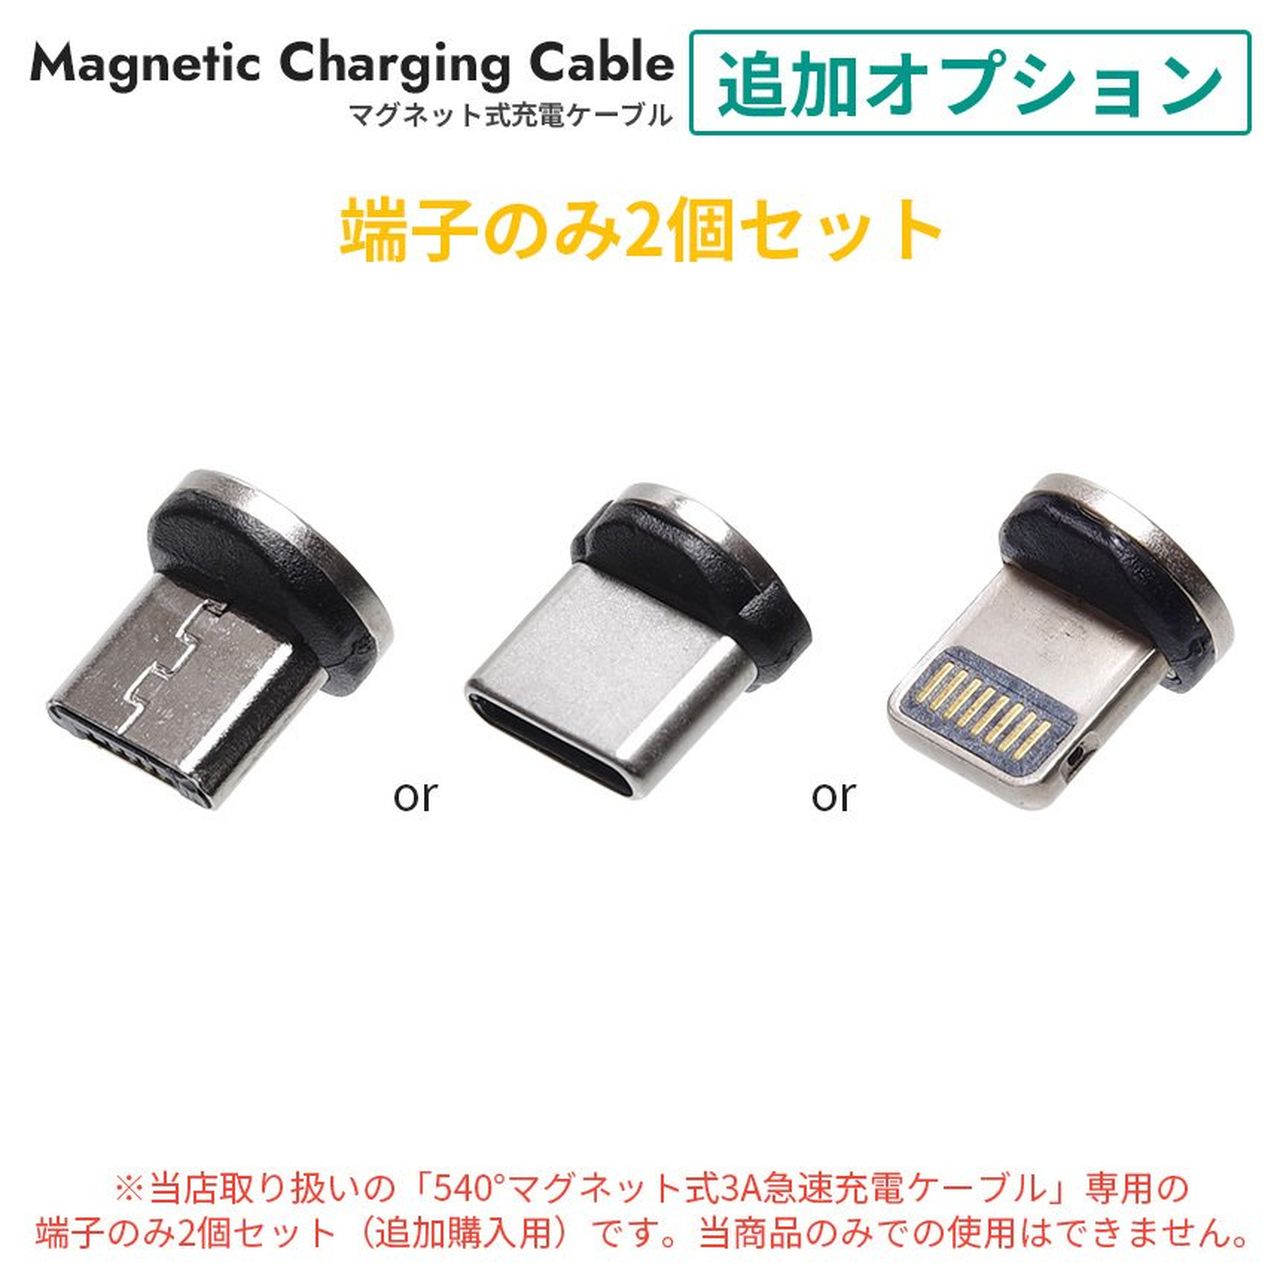 Magnetic Charging Cable
マグネット式充電ケーブル
追加オプション
端子のみ2個セット
or
or
※当店取り扱いの「540°マグネット式3A急速充電ケーブル」専用の
端子のみ2個セット（追加購入用）です。当商品のみでの使用はできません。